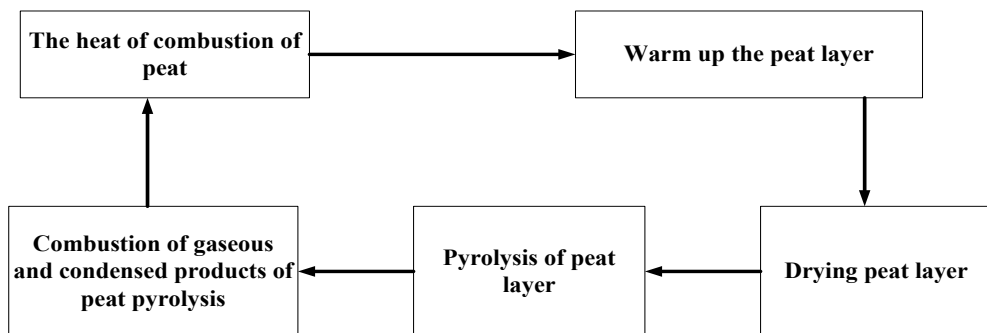 The heat of combustion of
peat
Warm up the peat layer
Combustion of gaseous
and condensed products of
peat pyrolysis
Pyrolysis of peat
layer
Drying peat layer